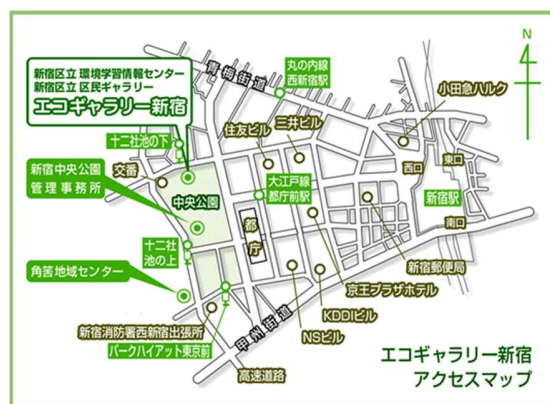 新宿区立 環境学習情報センター
新宿区立 区民ギャラリー
エコギャラリー新宿
青梅街道
丸の内線
西新宿駅
N
小田急ハルク
十二社池の下
住友ビル
三井ビル
新宿中央公園
管理事務所
交番
中央公園
大江戸線
都庁前駅
西口
東口
新宿駅
南口
都庁
十二社
池の上
角筈地域センター
新宿郵便局
京王プラザホテル
KDDIビル
NSビル
新宿消防署西新宿出張所
パークハイアット東京前
甲州街道
高速道路
エコギャラリー新宿
アクセスマップ